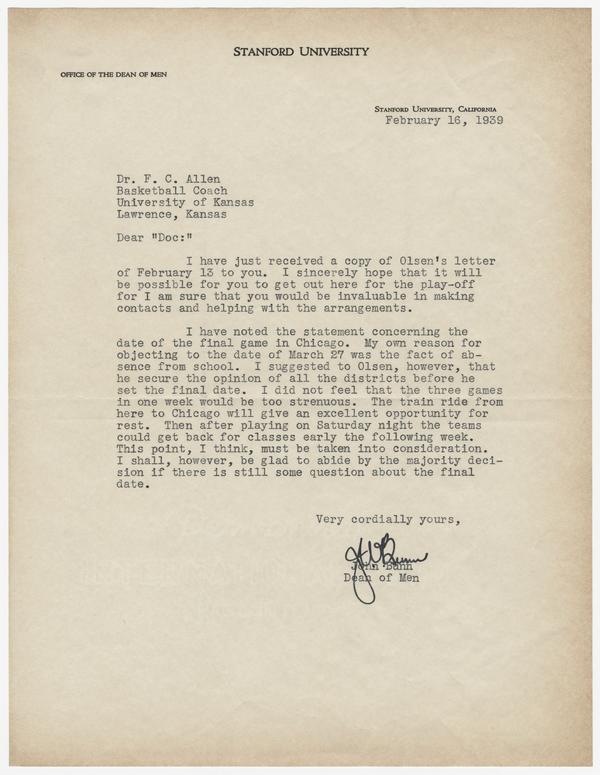 STANFORD UNIVERSITY
OFFICE OF THE DEAN OF MEN
STANFORD UNIVERSITY, CALIFORNIA
February 16, 1939
Dr. F. C. Allen
Basketball Coach
University of Kansas
Lawrence, Kansas
Dear "Doc:"
I have just received a copy of Olsen's letter
of February 13 to you. I sincerely hope that it will
be possible for you to get out here for the play-off
for I am sure that you would be invaluable in making
contacts and helping with the arrangements.
I have noted the statement concerning the
date of the final game in Chicago. My own reason for
objecting to the date of March 27 was the fact of ab-
sence from school. I suggested to Olsen, however, that
he secure the opinion of all the districts before he
set the final date. I did not feel that the three games
in one week would be too strenuous. The train ride from
here to Chicago will give an excellent opportunity for
rest. Then after playing on Saturday night the teams
could get back for classes early the following week.
This point, I think, must be taken into consideration.
I shall, however, be glad to abide by the majority deci-
sion if there is still some question about the final
date.
Very cordially yours,
John Bunn
Dean of Men